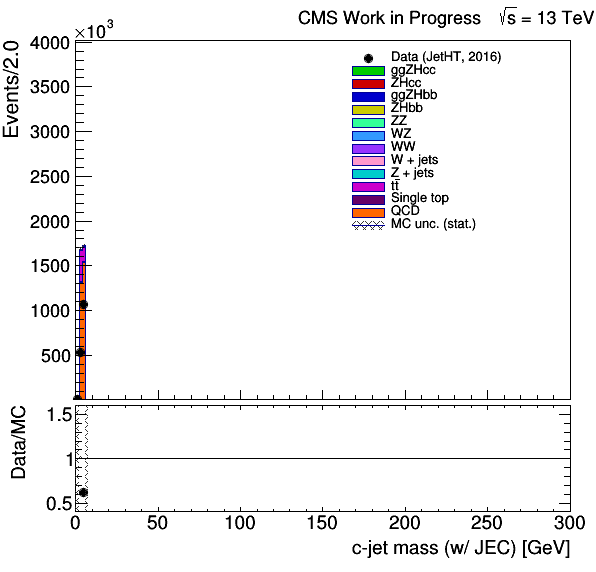 CMS Work in Progress √s = 13 TeV
×10³
Events/2.0
4000
3500
3000
2500
2000
1500
1000
500
Data (JetHT, 2016)
ggZHcc
ZHcc
ggZHbb
ZHbb
ZZ
WZ
WW
W + jets
Z + jets
tt̄
Single top
QCD
MC unc. (stat.)
Data/MC
1.5
1
0.5
0 50 100 150 200 250 300
c-jet mass (w/ JEC) [GeV]